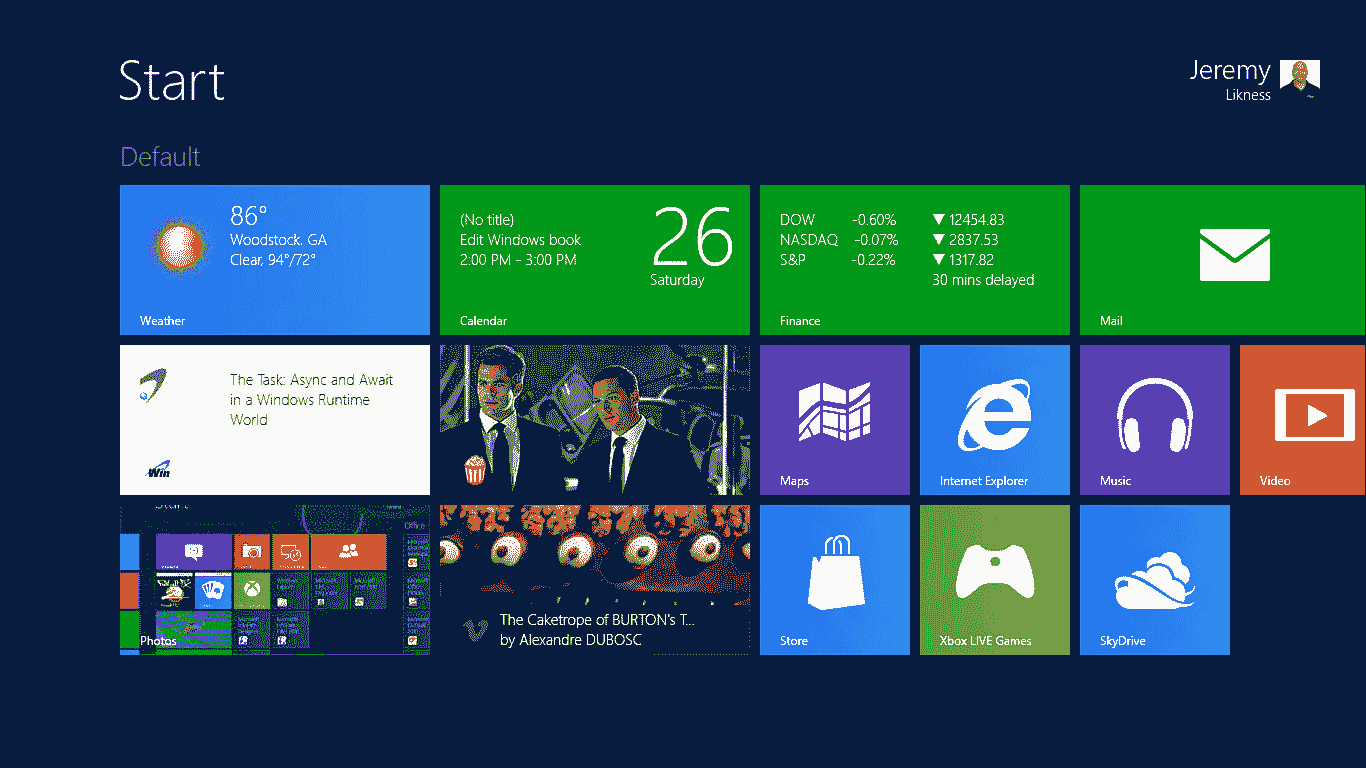 Start
Jeremy
Likness
Default
86°
Woodstock, GA
Clear, 94°/72°
Weather
(No title)
Edit Windows book
2:00 PM - 3:00 PM
26
Saturday
Calendar
DOW -0.60% ▼ 12454.83
NASDAQ -0.07% ▼ 2837.53
S&P -0.22% ▼ 1317.82
30 mins delayed
Finance
Mail
The Task: Async and Await
in a Windows Runtime
World
Win
Maps
Internet Explorer
Music
Video
Start
Office
Photos
The Caketrope of BURTON's T...
by Alexandre DUBOSC
Store
Xbox LIVE Games
SkyDrive